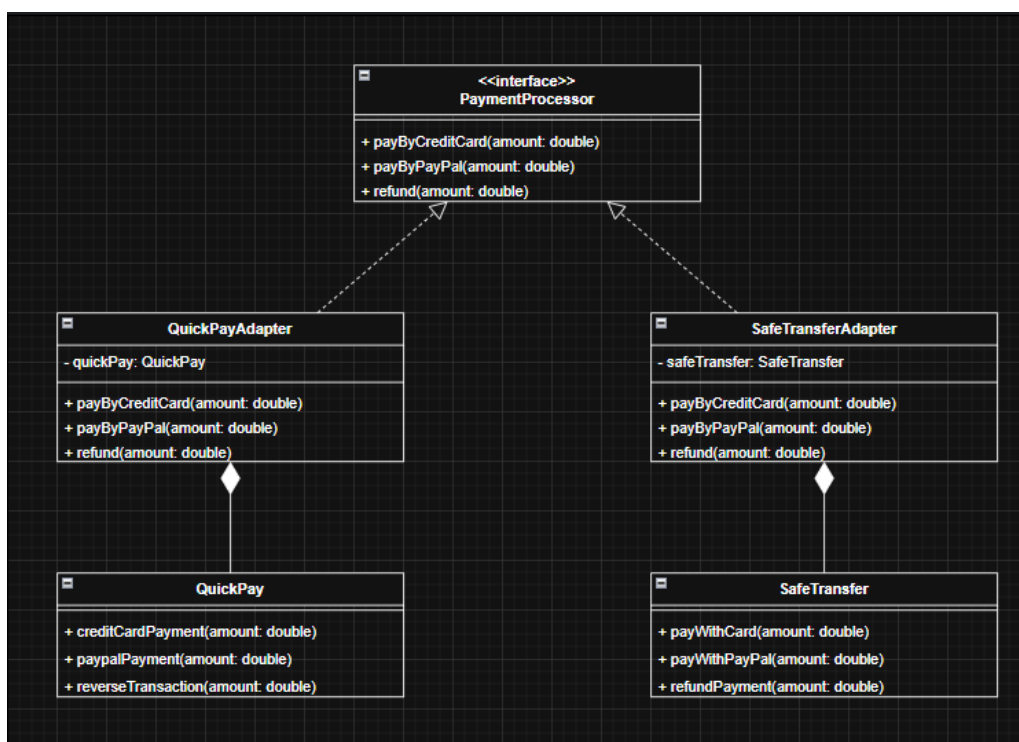 <<interface>>
PaymentProcessor
+ payByCreditCard(amount: double)
+ payByPayPal(amount: double)
+ refund(amount: double)
QuickPayAdapter
- quickPay: QuickPay
+ payByCreditCard(amount: double)
+ payByPayPal(amount: double)
+ refund(amount: double)
SafeTransferAdapter
- safeTransfer: SafeTransfer
+ payByCreditCard(amount: double)
+ payByPayPal(amount: double)
+ refund(amount: double)
QuickPay
+ creditCardPayment(amount: double)
+ paypalPayment(amount: double)
+ reverseTransaction(amount: double)
SafeTransfer
+ payWithCard(amount: double)
+ payWithPayPal(amount: double)
+ refundPayment(amount: double)